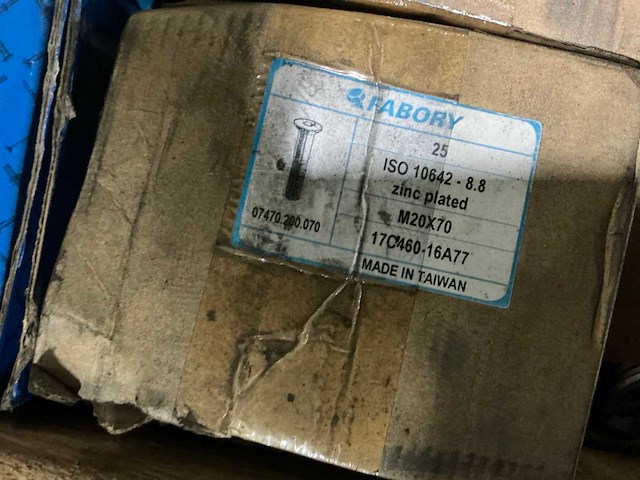 FABORY
25
ISO 10642 - 8.8
zinc plated
M20X70
07470.200.070
17C460-16A77
MADE IN TAIWAN